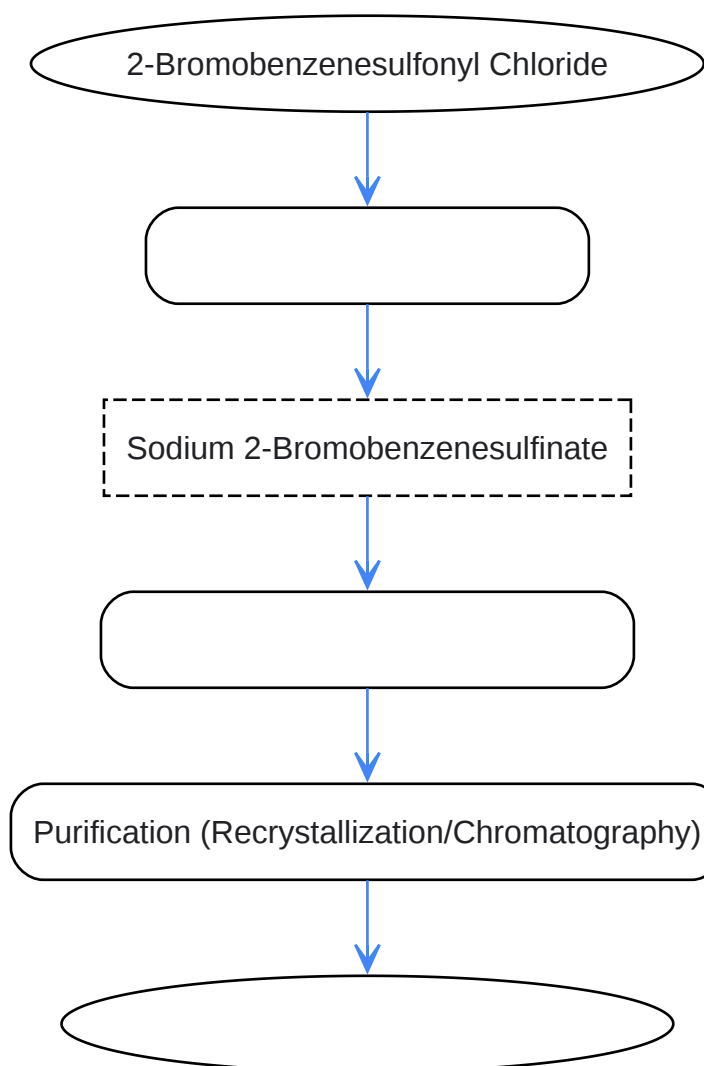 2-Bromobenzenesulfonyl Chloride
Sodium 2-Bromobenzenesulfinate
Purification (Recrystallization/Chromatography)